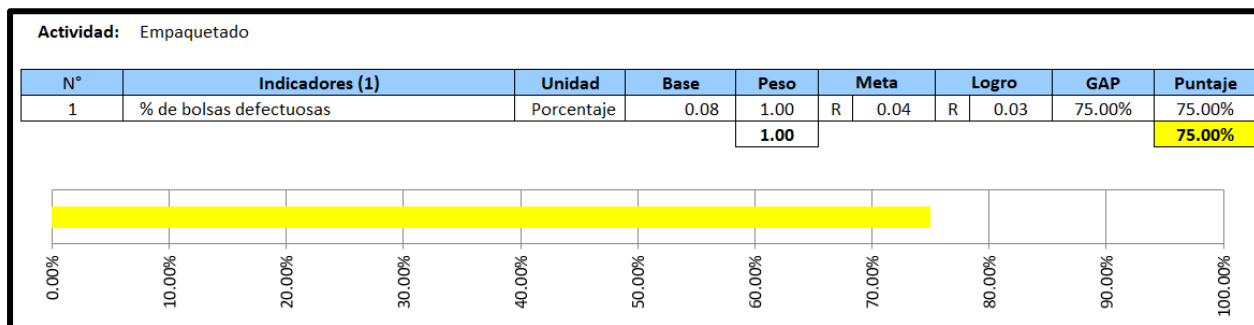 Actividad: Empaquetado
N° Indicadores (1) Unidad Base Peso Meta Logro GAP Puntaje
1 % de bolsas defectuosas Porcentaje 0.08 1.00 R 0.04 R 0.03 75.00% 75.00%
1.00 75.00%
0.00% 10.00% 20.00% 30.00% 40.00% 50.00% 60.00% 70.00% 80.00% 90.00% 100.00%